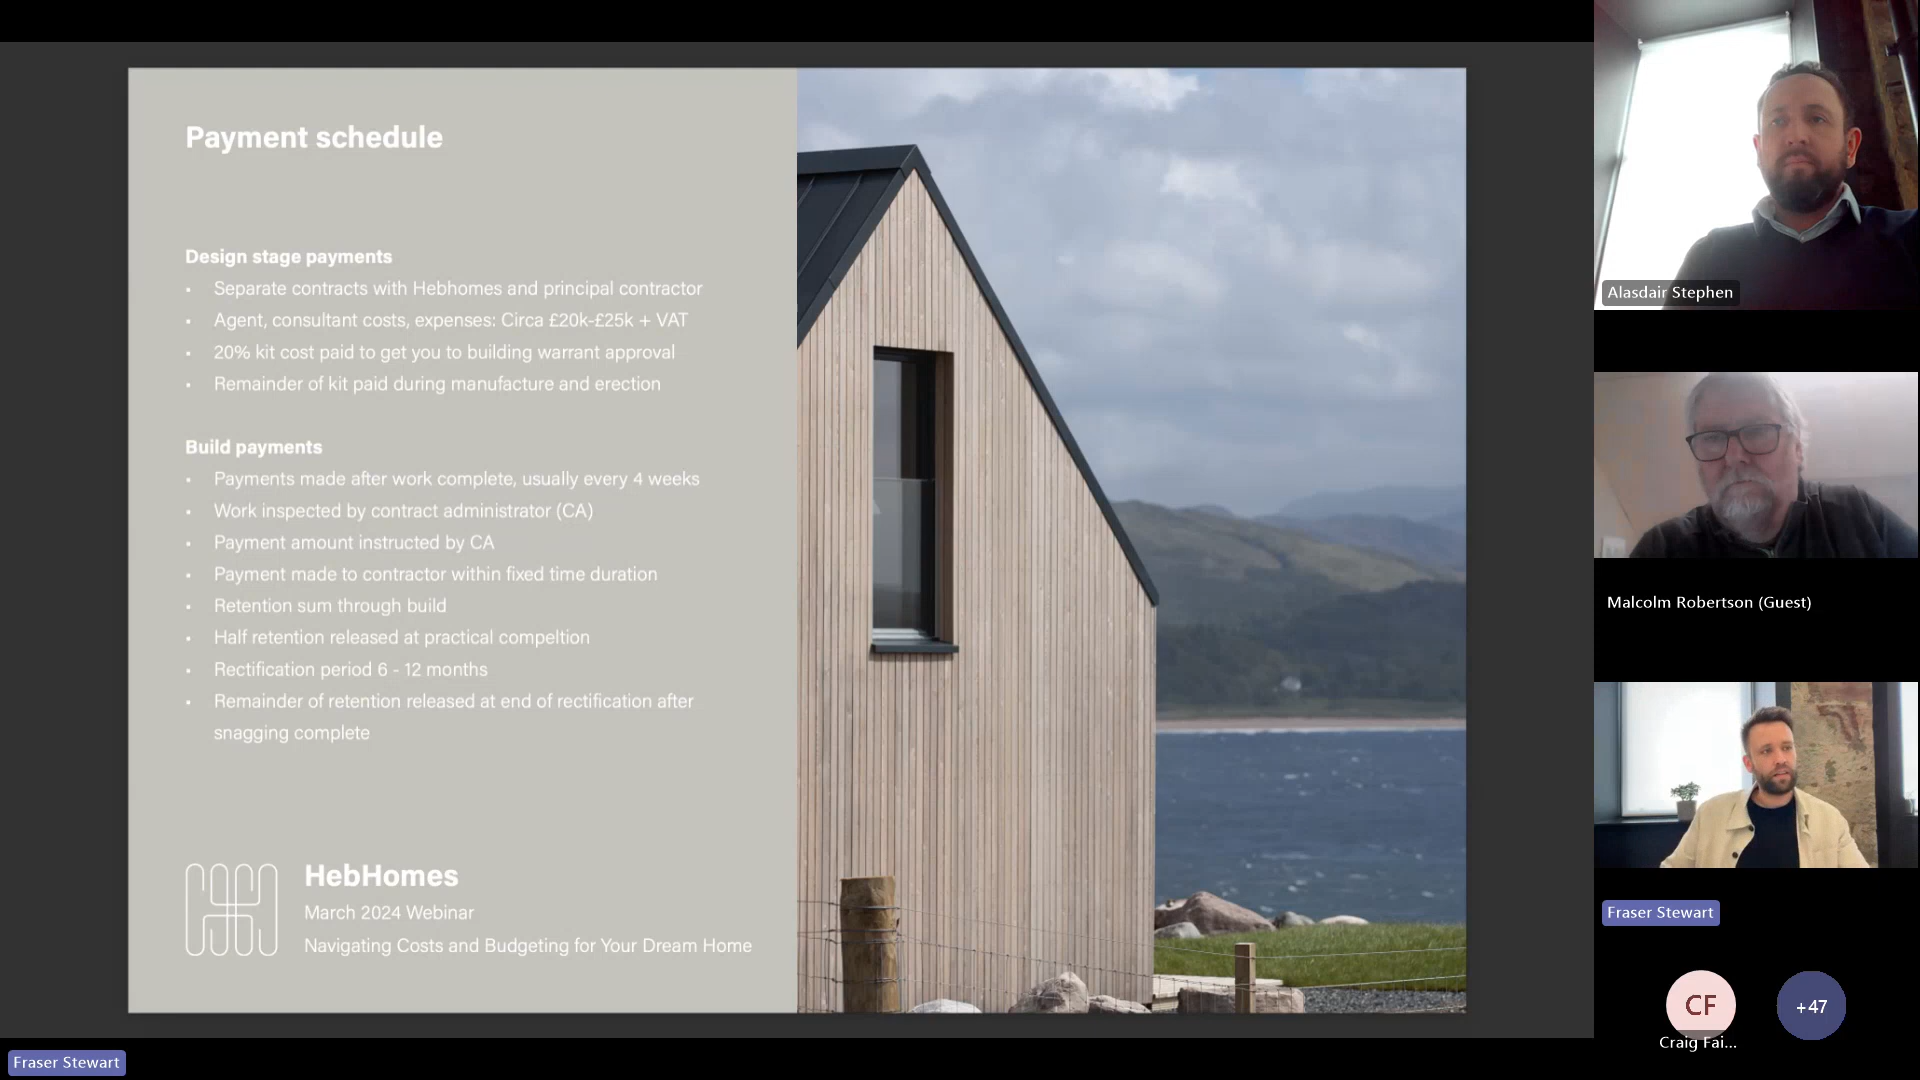 Payment schedule
Design stage payments
• Separate contracts with Hebhomes and principal contractor
• Agent, consultant costs, expenses: Circa £20k-£25k + VAT
• 20% kit cost paid to get you to building warrant approval
• Remainder of kit paid during manufacture and erection
Build payments
• Payments made after work complete, usually every 4 weeks
• Work inspected by contract administrator (CA)
• Payment amount instructed by CA
• Payment made to contractor within fixed time duration
• Retention sum through build
• Half retention released at practical compeltion
• Rectification period 6 - 12 months
• Remainder of retention released at end of rectification after
snagging complete
HebHomes
March 2024 Webinar
Navigating Costs and Budgeting for Your Dream Home
Alasdair Stephen
Malcolm Robertson (Guest)
Fraser Stewart
CF
+47
Craig Fai...
Fraser Stewart